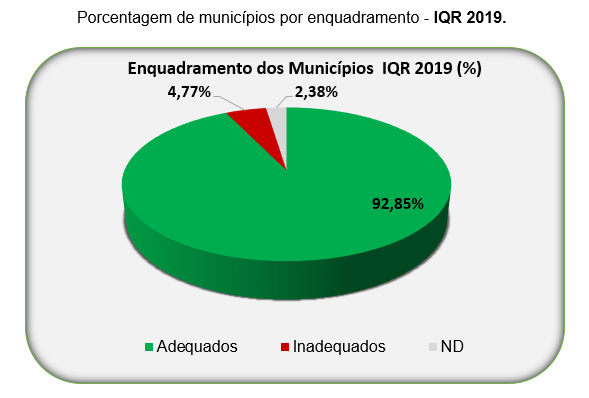 Porcentagem de municípios por enquadramento - IQR 2019.
Enquadramento dos Municípios IQR 2019 (%)
4,77% 2,38%
92,85%
Adequados Inadequados ND